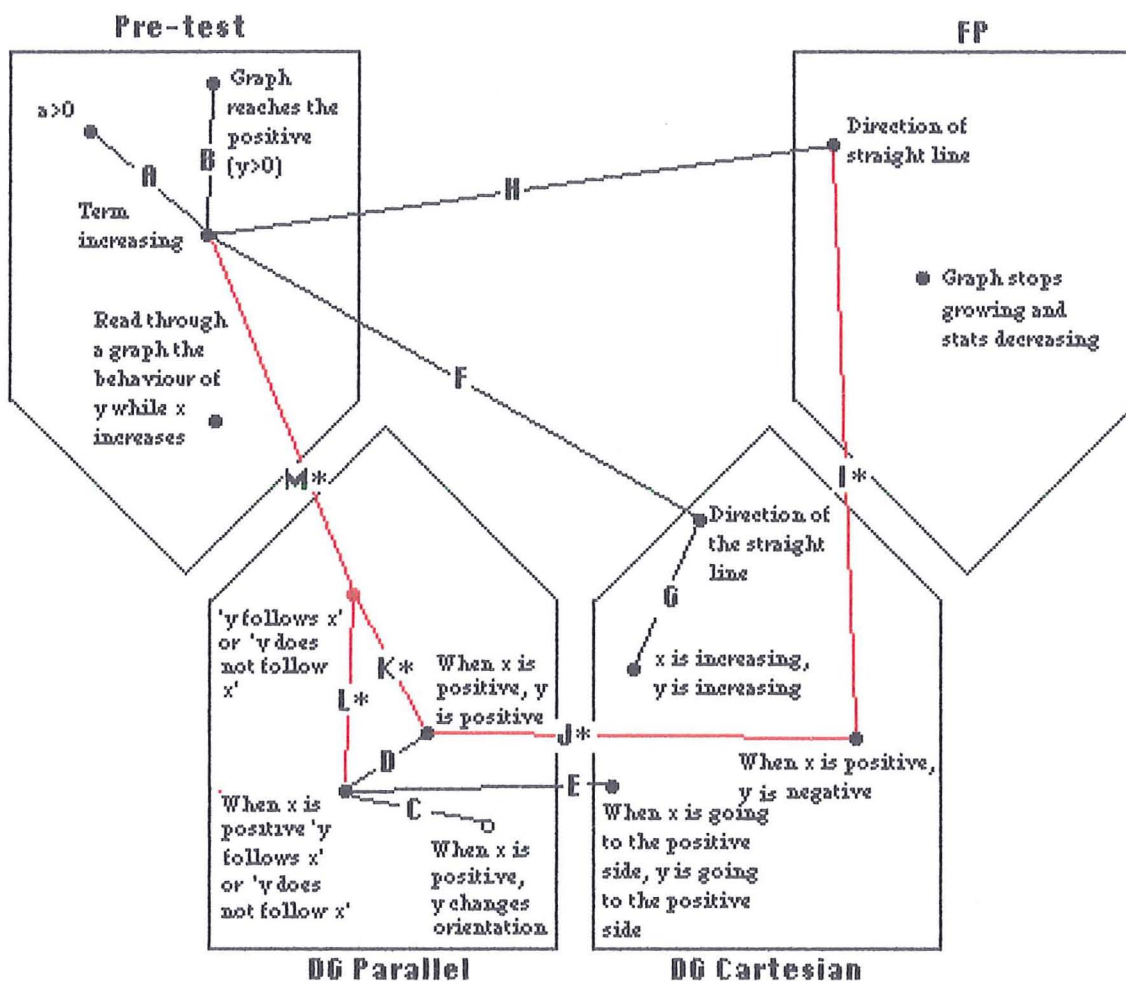 Pre-test
FP
a>0
Graph
reaches the
positive
(y>0)
A
B
Term
increasing
H
Direction of
straight line
Graph stops
growing and
stats decreasing
Read through
a graph the
behaviour of
y while x
increases
F
M*
I*
Direction of
the straight
line
G
'y follows x'
or 'y does
not follow
x'
K*
L*
When x is
positive, y
is positive
x is increasing,
y is increasing
J*
D
E
C
When x is positive,
y is negative
When x is
positive 'y
follows x'
or 'y does
not follow x'
When x is
positive,
y changes
orientation
When x is going
to the positive
side, y is going
to the positive
side
DG Parallel
DG Cartesian